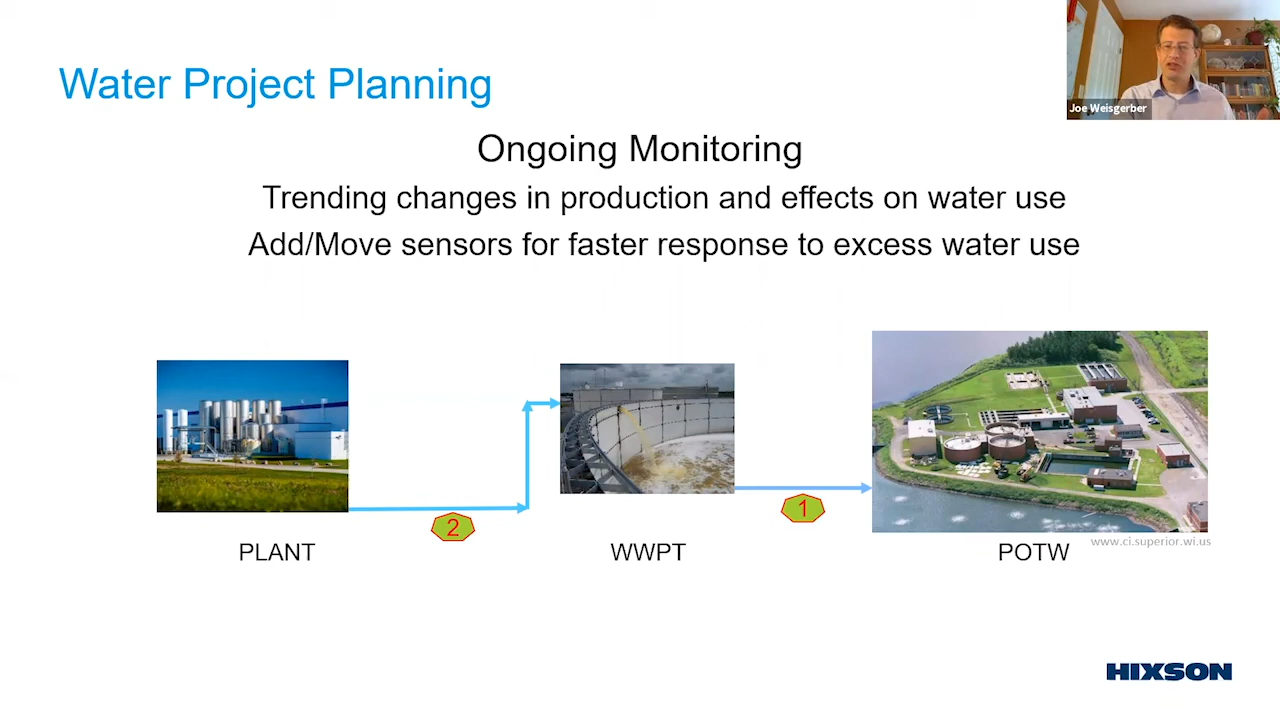 Water Project Planning
Joe Weisgerber
Ongoing Monitoring
Trending changes in production and effects on water use
Add/Move sensors for faster response to excess water use
2
1
PLANT
WWPT
POTW
www.ci.superior.wi.us
HIXSON